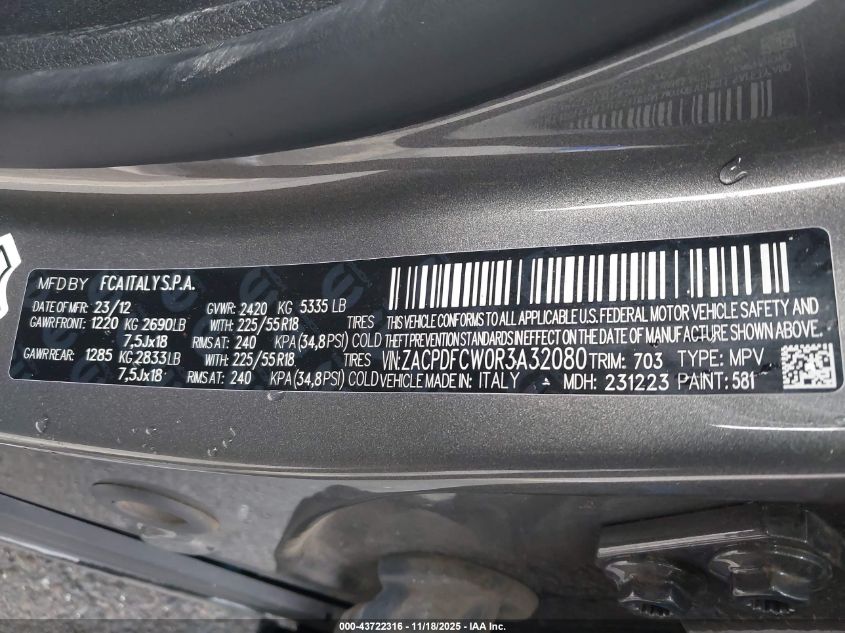 MFD BY FCA ITALY S.P.A.
DATE OF MFR: 23/12 GVWR: 2420 KG 5335 LB
GAWR FRONT: 1220 KG 2690LB WITH: 225/55R18 TIRES
7,5Jx18 RIMS AT: 240 KPA (34,8PSI) COLD
GAWR REAR: 1285 KG 2833LB WITH: 225/55R18 TIRES
7,5Jx18 RIMS AT: 240 KPA (34,8PSI) COLD
THIS VEHICLE CONFORMS TO ALL APPLICABLE U.S. FEDERAL MOTOR VEHICLE SAFETY AND
THEFT PREVENTION STANDARDS IN EFFECT ON THE DATE OF MANUFACTURE SHOWN ABOVE.
VIN: ZACPDFCW0R3A32080 TRIM: 703 TYPE: MPV
VEHICLE MADE IN: ITALY MDH: 231223 PAINT: 581
000-43722316 - 11/18/2025 - IAA Inc.